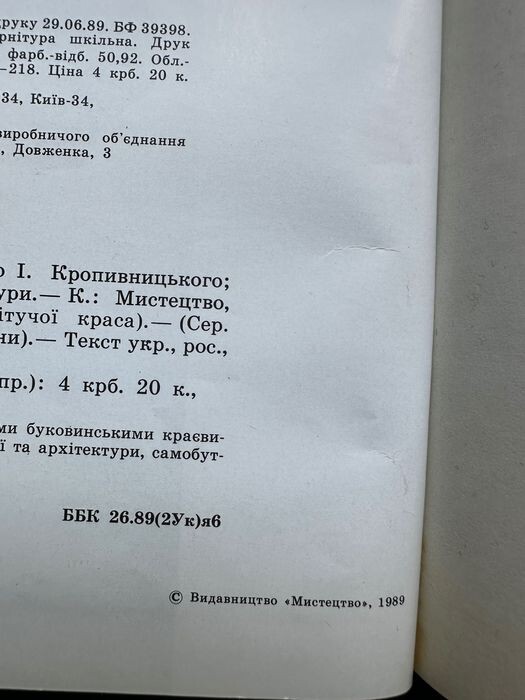 друку 29.06.89. БФ 39398.
рнітура шкільна. Друк
фарб.-відб. 50,92. Обл.-
—218. Ціна 4 крб. 20 к.
34, Київ-34,
виробничого об'єднання
, Довженка, 3
о І. Кропивницького;
ури.— К.: Мистецтво,
ітучої краса).— (Сер.
ни).— Текст укр., рос.,
пр.): 4 крб. 20 к.,
ми буковинськими краєви-
ї та архітектури, самобут-
ББК 26.89(2Ук)я6
© Видавництво «Мистецтво», 1989